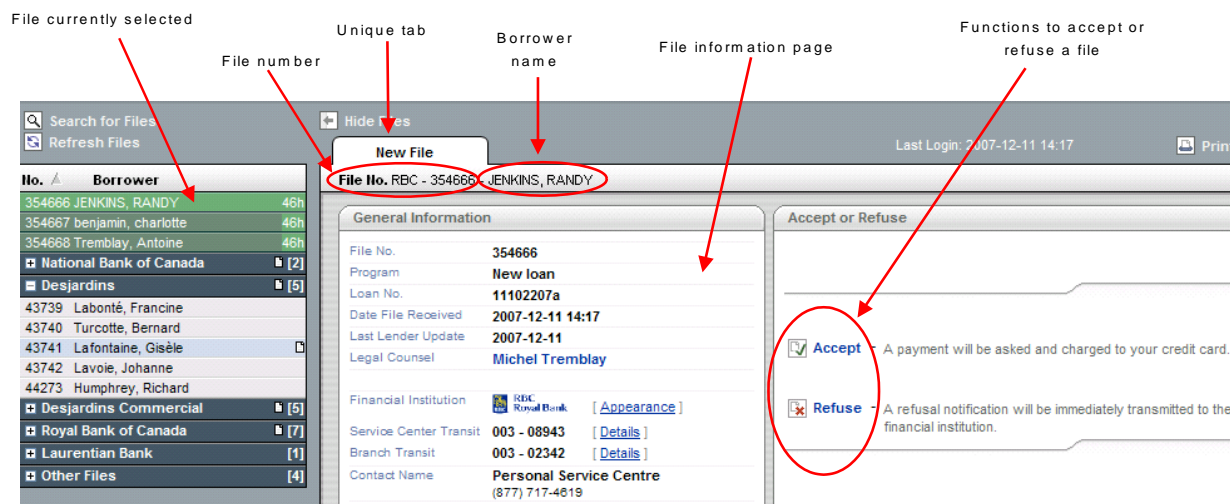 File currently selected
Unique tab
Functions to accept or
refuse a file
Borrower
name
File information page
File number
Search for Files
Refresh Files
Hide Files
Last Login: 2007-12-11 14:17
Prin
New File
No. Borrower
File No. RBC - 354666 - JENKINS, RANDY
354666 JENKINS, RANDY 46h
354667 benjamin, charlotte 46h
354668 Tremblay, Antoine 46h
National Bank of Canada [2]
Desjardins [5]
43739 Labonté, Francine
43740 Turcotte, Bernard
43741 Lafontaine, Gisèle
43742 Lavoie, Johanne
44273 Humphrey, Richard
Desjardins Commercial [5]
Royal Bank of Canada [7]
Laurentian Bank [1]
Other Files [4]
General Information
File No. 354666
Program New loan
Loan No. 11102207a
Date File Received 2007-12-11 14:17
Last Lender Update 2007-12-11
Legal Counsel Michel Tremblay
Financial Institution RBC Royal Bank [ Appearance ]
Service Center Transit 003 - 08943 [ Details ]
Branch Transit 003 - 02342 [ Details ]
Contact Name Personal Service Centre
(877) 717-4619
Accept or Refuse
Accept - A payment will be asked and charged to your credit card.
Refuse - A refusal notification will be immediately transmitted to the
financial institution.